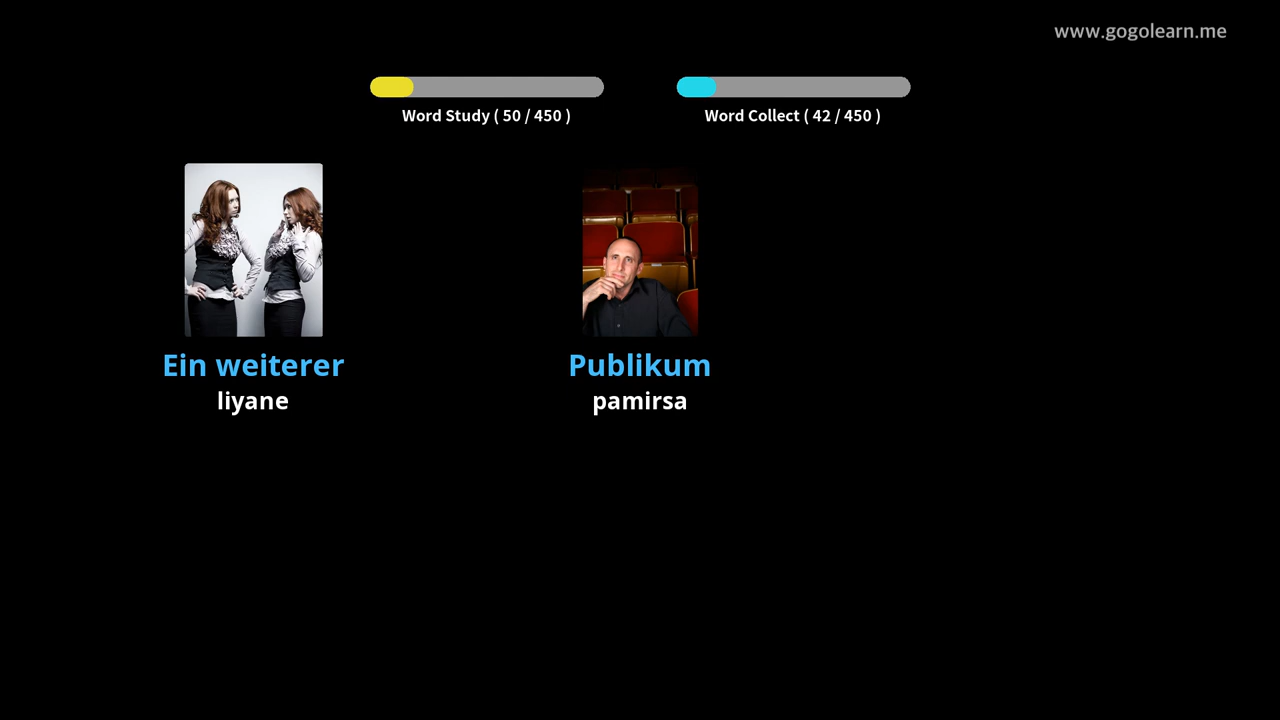 www.gogolearn.me
Word Study ( 50 / 450 )
Word Collect ( 42 / 450 )
Ein weiterer
liyane
Publikum
pamirsa